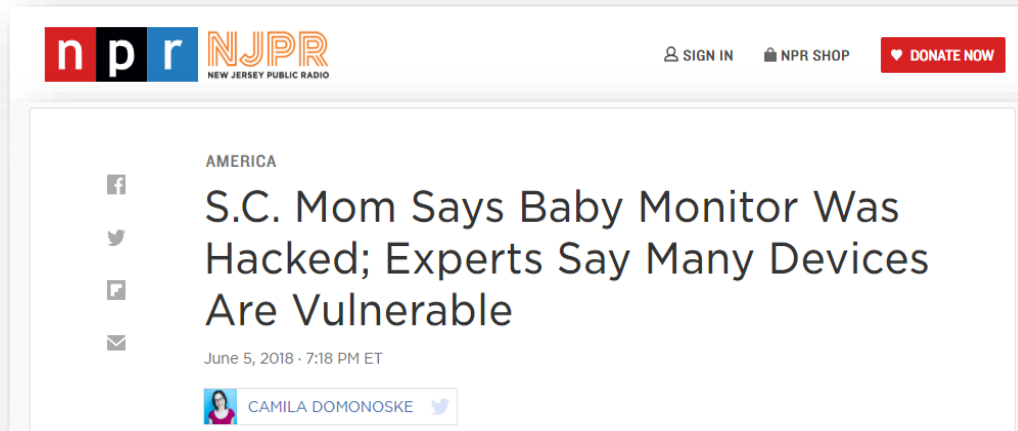 npr NJPR SIGN IN NPR SHOP DONATE NOW
NEW JERSEY PUBLIC RADIO
AMERICA
S.C. Mom Says Baby Monitor Was
Hacked; Experts Say Many Devices
Are Vulnerable
June 5, 2018 · 7:18 PM ET
CAMILA DOMONOSKE